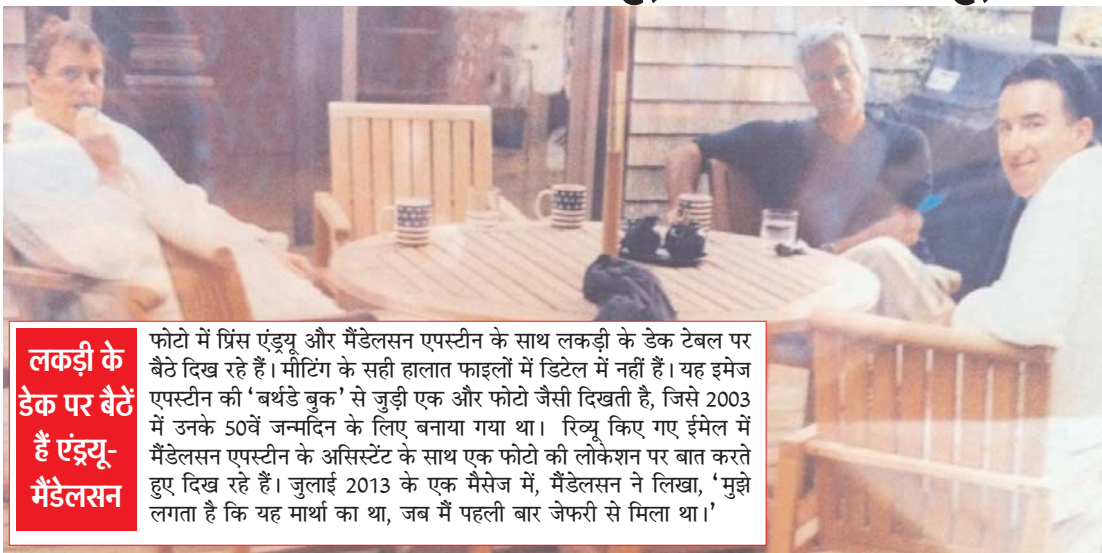 लकड़ी के
डेक पर बैठें
हैं एंड्रयू-
मैंडेलसन
फोटो में प्रिंस एंड्रयू और मैंडेलसन एपस्टीन के साथ लकड़ी के डेक टेबल पर
बैठे दिख रहे हैं। मीटिंग के सही हालात फाइलों में डिटेल में नहीं हैं। यह इमेज
एपस्टीन की ‘बर्थडे बुक’ से जुड़ी एक और फोटो जैसी दिखती है, जिसे 2003
में उनके 50वें जन्मदिन के लिए बनाया गया था। रिव्यू किए गए ईमेल में
मैंडेलसन एपस्टीन के असिस्टेंट के साथ एक फोटो की लोकेशन पर बात करते
हुए दिख रहे हैं। जुलाई 2013 के एक मैसेज में, मैंडेलसन ने लिखा, ‘मुझे
लगता है कि यह मार्था का था, जब मैं पहली बार जेफरी से मिला था।’